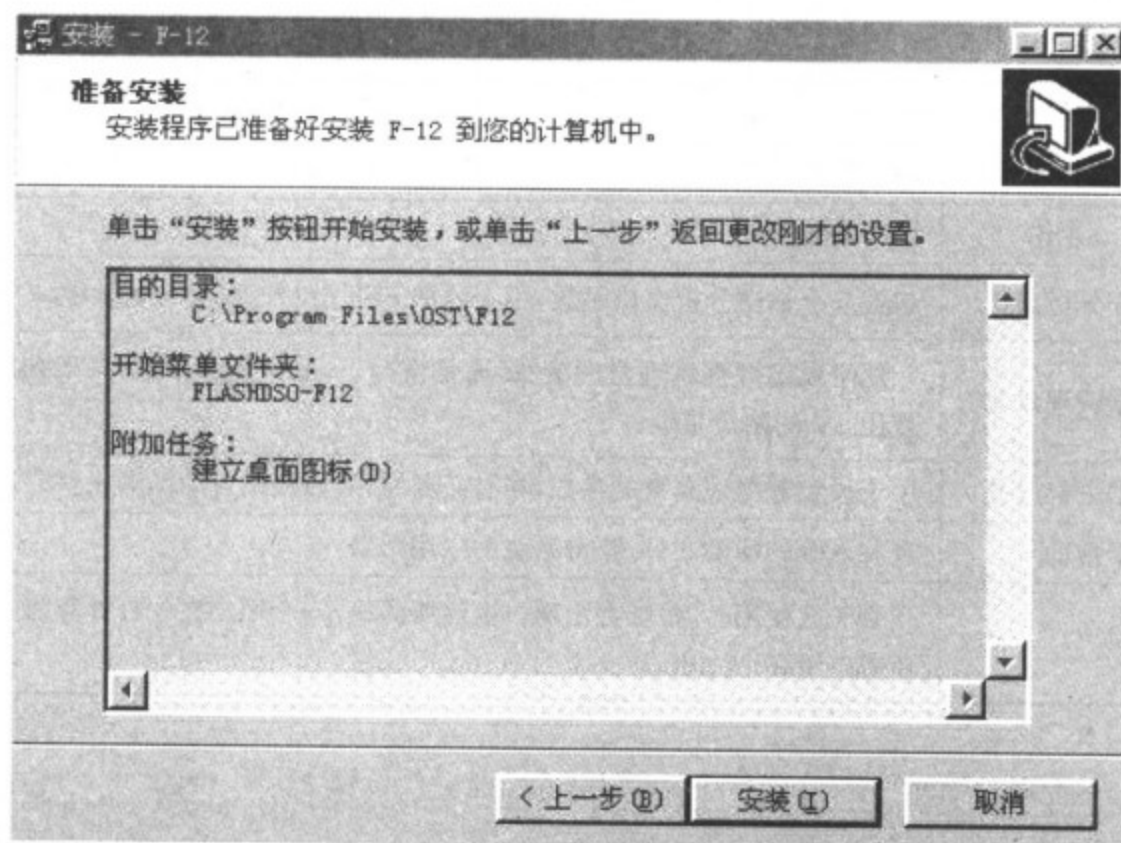 安装 - F-12
准备安装
安装程序已准备好安装 F-12 到您的计算机中。
单击“安装”按钮开始安装，或单击“上一步”返回更改刚才的设置。
目的目录：
C:\Program Files\OST\F12
开始菜单文件夹：
FLASHDSO-F12
附加任务：
建立桌面图标(D)
< 上一步(B)
安装(I)
取消